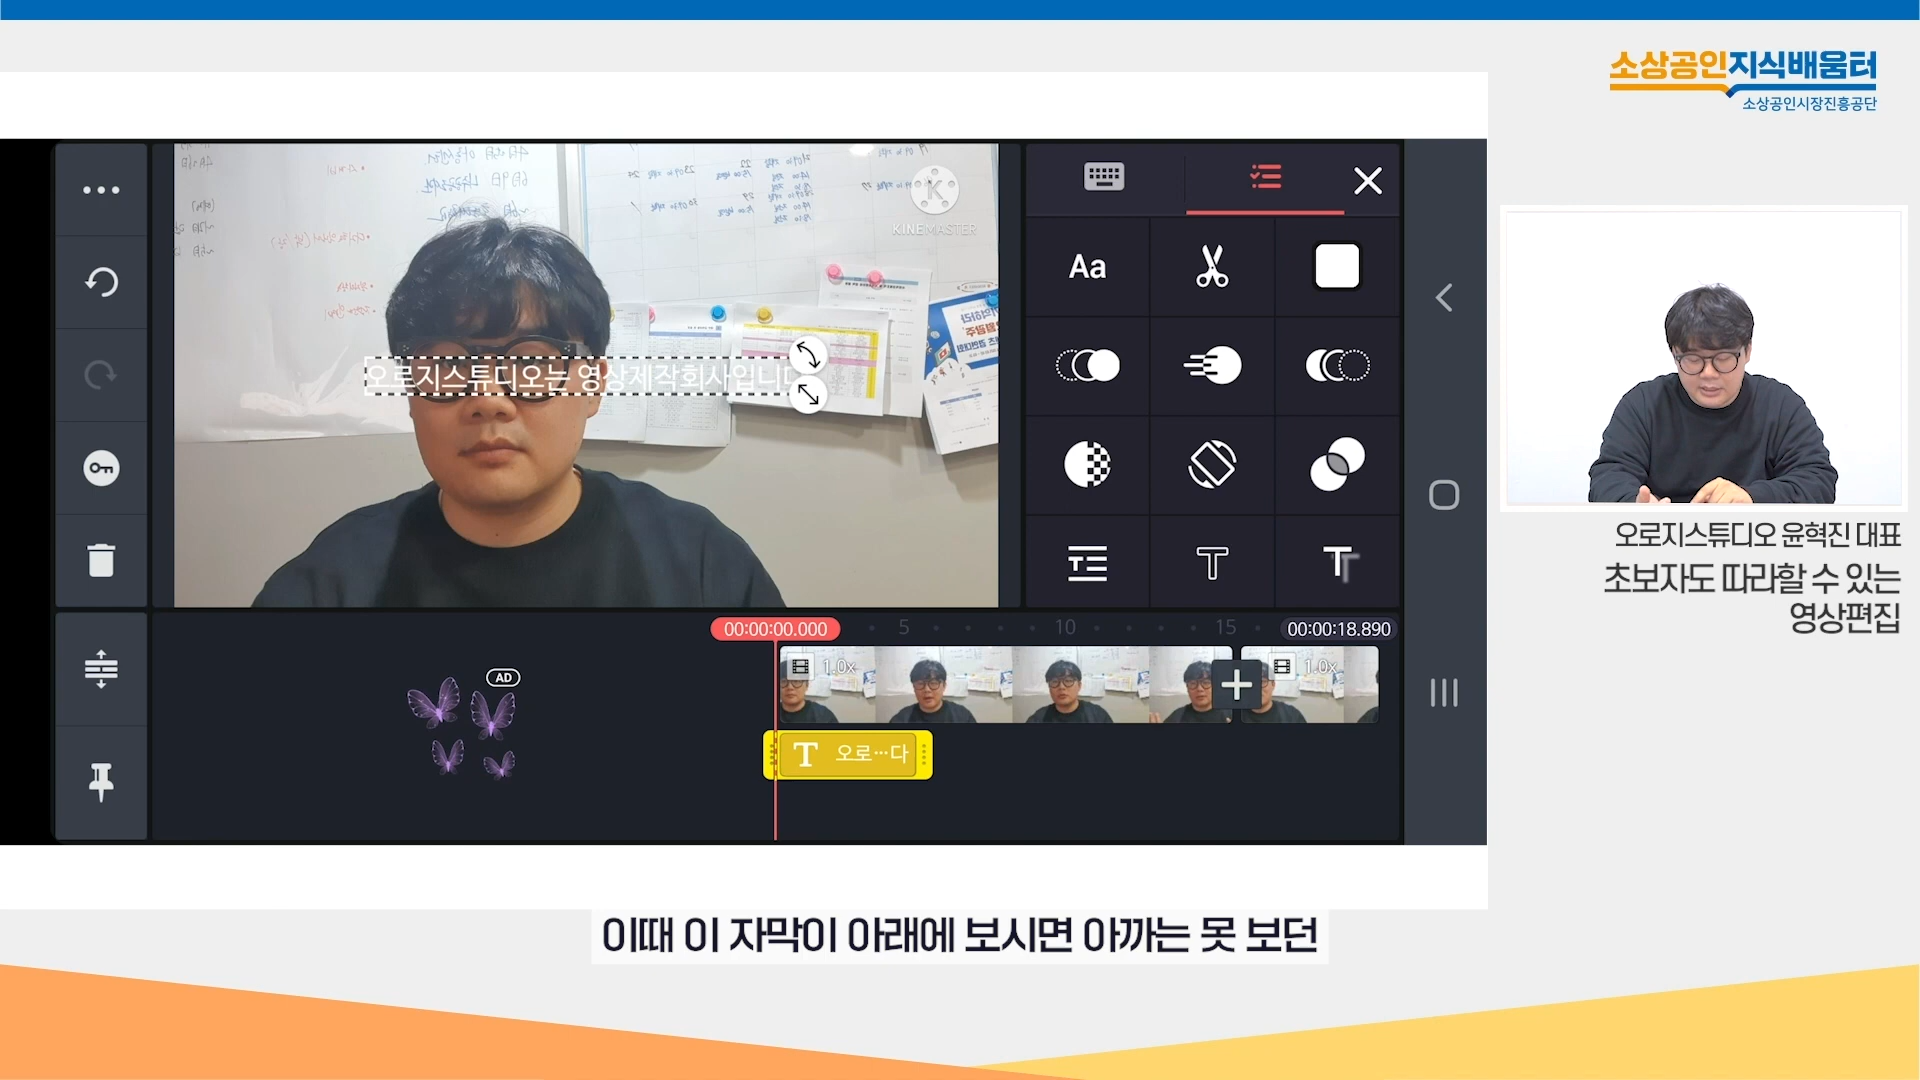 소상공인지식배움터
소상공인시장진흥공단
KINEMASTER
오로지스튜디오는 영상제작회사입니다
Aa
오로지스튜디오 윤혁진 대표
초보자도 따라할 수 있는
영상편집
00:00:00.000
5
10
15
00:00:18.890
1.0x
1.0x
AD
T 오로…다
이때 이 자막이 아래에 보시면 아까는 못 보던